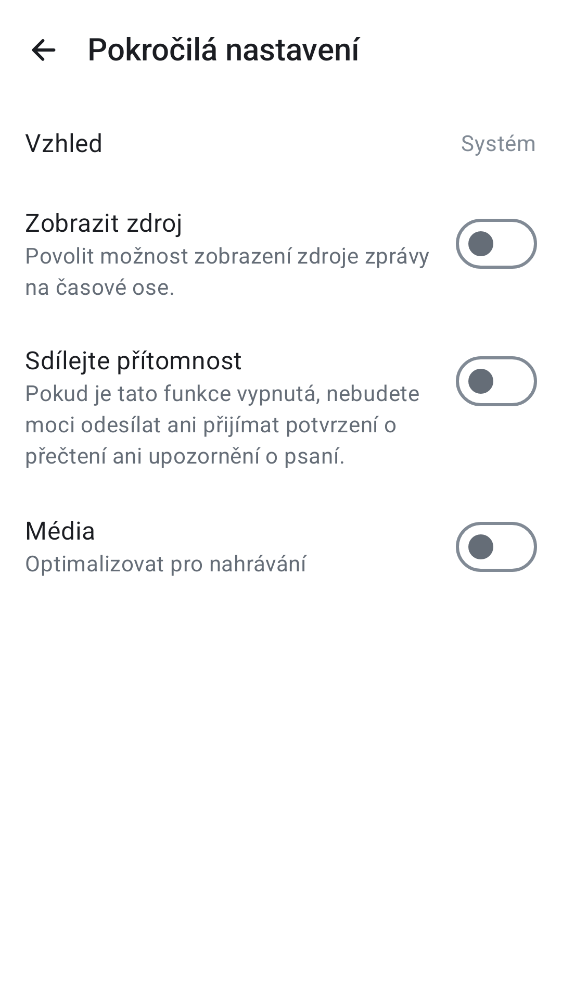 Pokročilá nastavení
Vzhled
Systém
Zobrazit zdroj
Povolit možnost zobrazení zdroje zprávy
na časové ose.
Sdílejte přítomnost
Pokud je tato funkce vypnutá, nebudete
moci odesílat ani přijímat potvrzení o
přečtení ani upozornění o psaní.
Média
Optimalizovat pro nahrávání